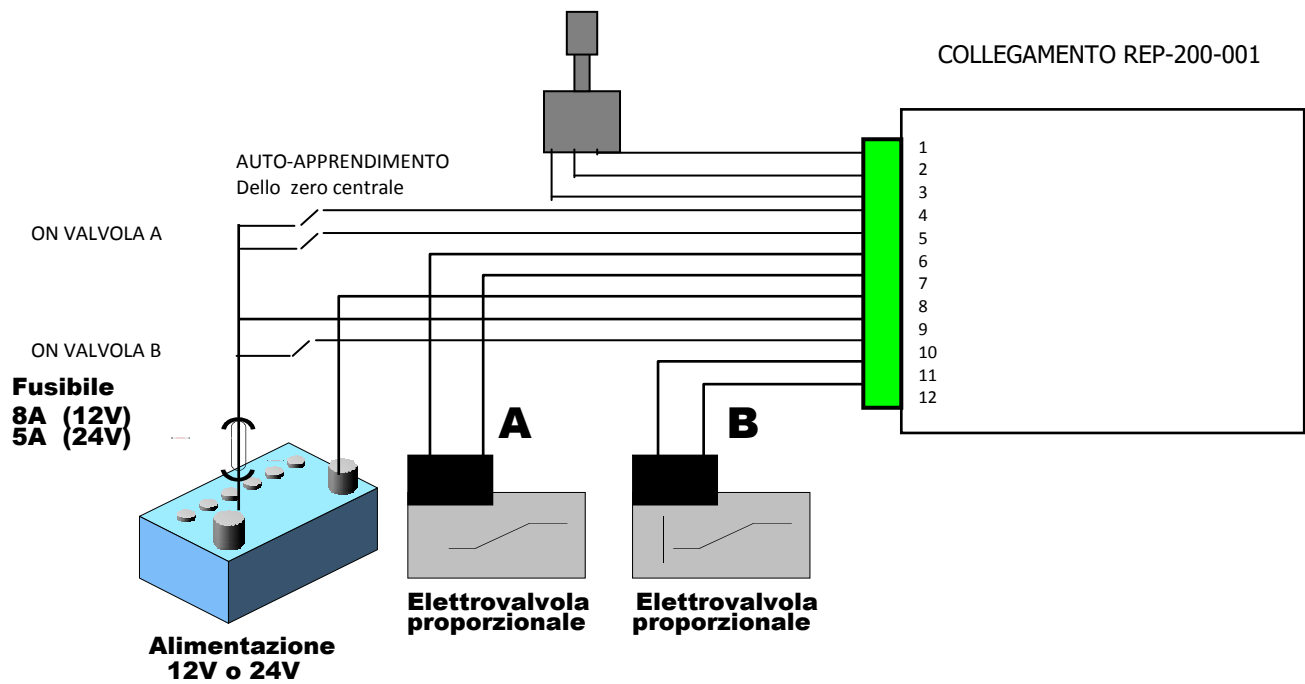 COLLEGAMENTO REP-200-001
1
2
3
4
5
6
7
8
9
10
11
12
AUTO-APPRENDIMENTO
Dello zero centrale
ON VALVOLA A
ON VALVOLA B
Fusibile
8A (12V)
5A (24V)
A
B
Elettrovalvola
proporzionale
Elettrovalvola
proporzionale
Alimentazione
12V o 24V